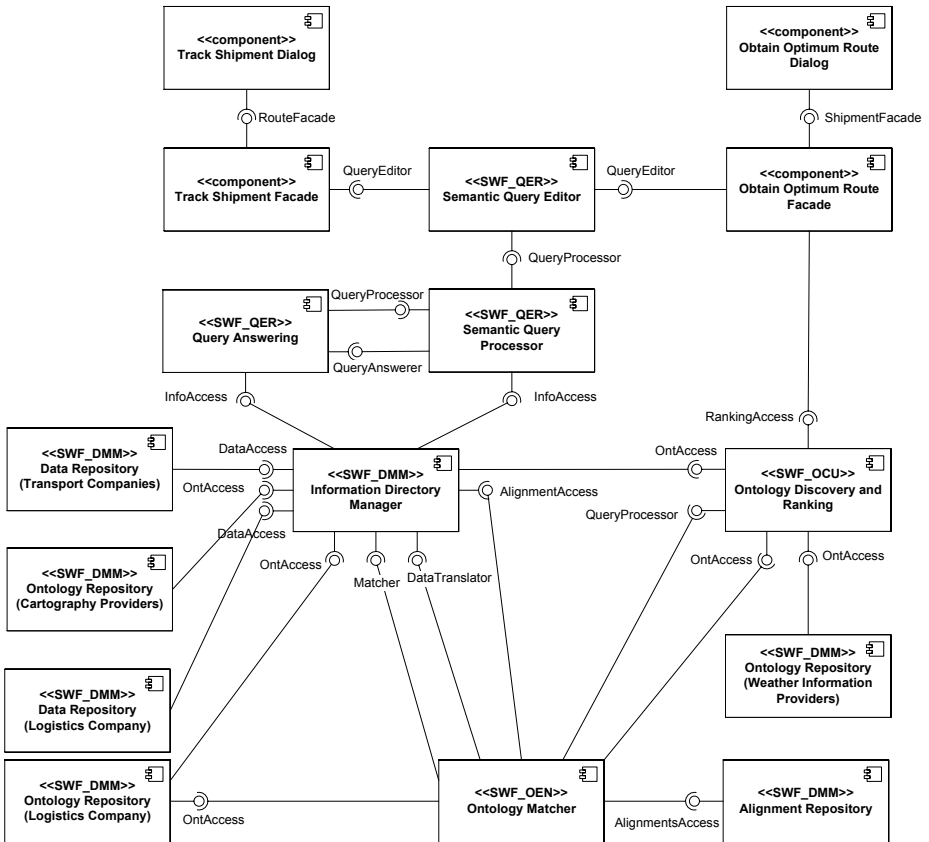 <<component>>
Track Shipment Dialog
<<component>>
Obtain Optimum Route
Dialog
RouteFacade
ShipmentFacade
<<component>>
Track Shipment Facade
QueryEditor
<<SWF_QER>>
Semantic Query Editor
QueryEditor
<<component>>
Obtain Optimum Route
Facade
QueryProcessor
QueryProcessor
<<SWF_QER>>
Query Answering
<<SWF_QER>>
Semantic Query
Processor
QueryAnswerer
InfoAccess
InfoAccess
RankingAccess
<<SWF_DMM>>
Data Repository
(Transport Companies)
DataAccess
OntAccess
DataAccess
<<SWF_DMM>>
Information Directory
Manager
OntAccess
AlignmentAccess
QueryProcessor
<<SWF_OCU>>
Ontology Discovery and
Ranking
OntAccess
Matcher
DataTranslator
OntAccess
OntAccess
<<SWF_DMM>>
Ontology Repository
(Cartography Providers)
<<SWF_DMM>>
Ontology Repository
(Weather Information
Providers)
<<SWF_DMM>>
Data Repository
(Logistics Company)
<<SWF_DMM>>
Ontology Repository
(Logistics Company)
OntAccess
<<SWF_OEN>>
Ontology Matcher
AlignmentsAccess
<<SWF_DMM>>
Alignment Repository